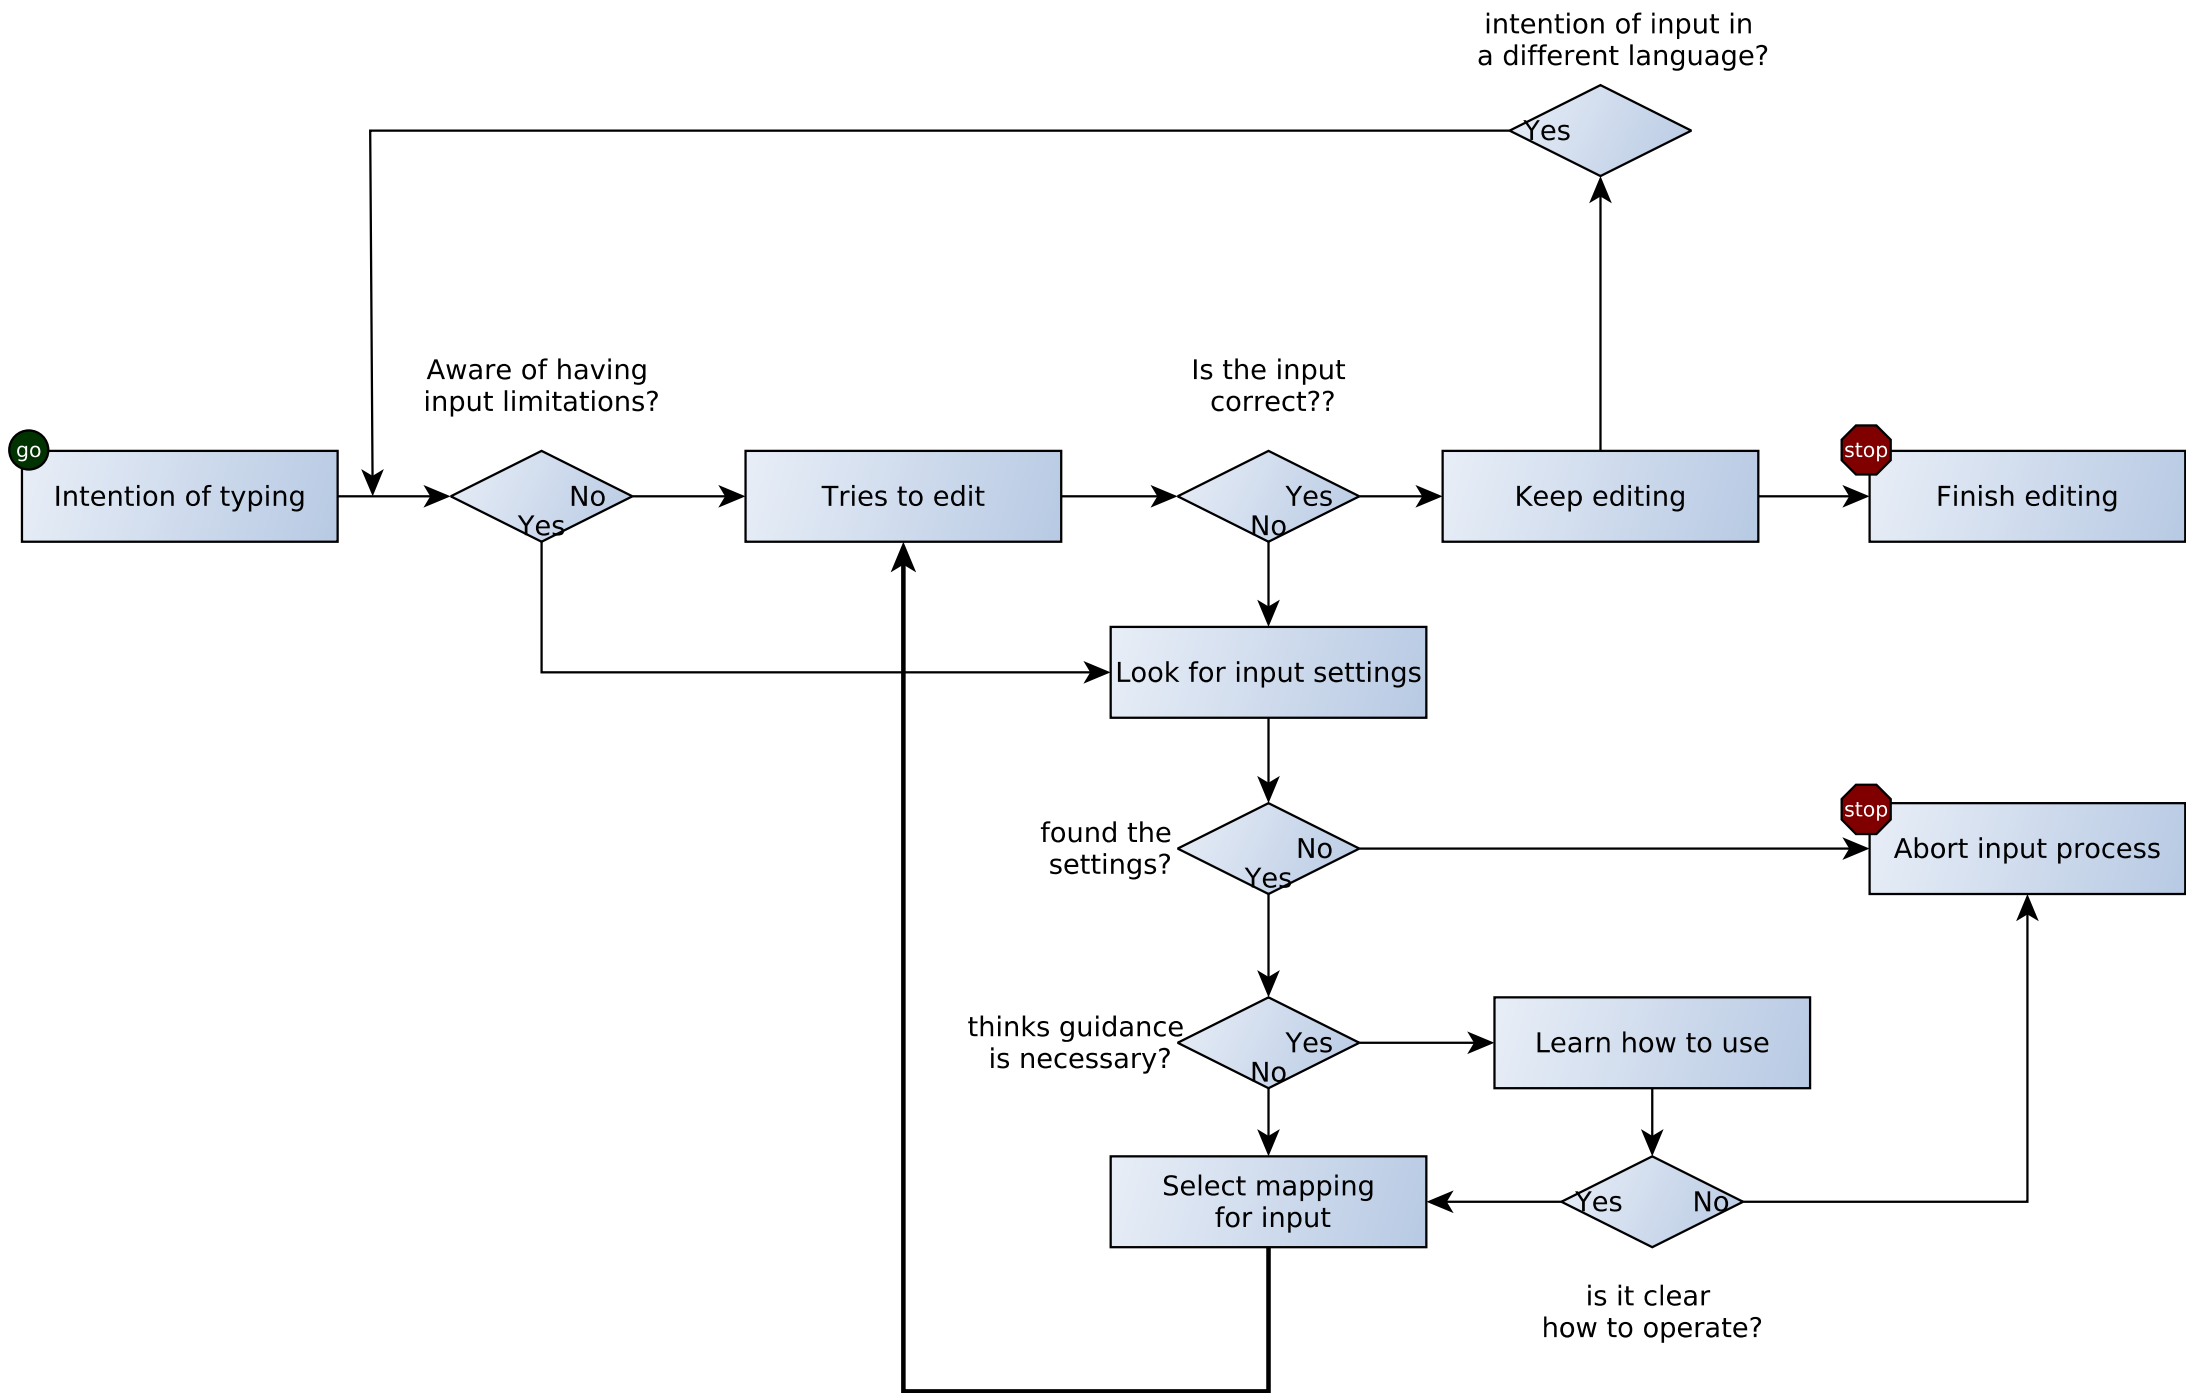 intention of input in
a different language?
Yes
Aware of having
input limitations?
Is the input
correct??
go
Intention of typing
No
Yes
Tries to edit
Yes
No
Keep editing
stop
Finish editing
Look for input settings
found the
settings?
No
Yes
stop
Abort input process
thinks guidance
is necessary?
Yes
No
Learn how to use
Select mapping
for input
Yes
No
is it clear
how to operate?